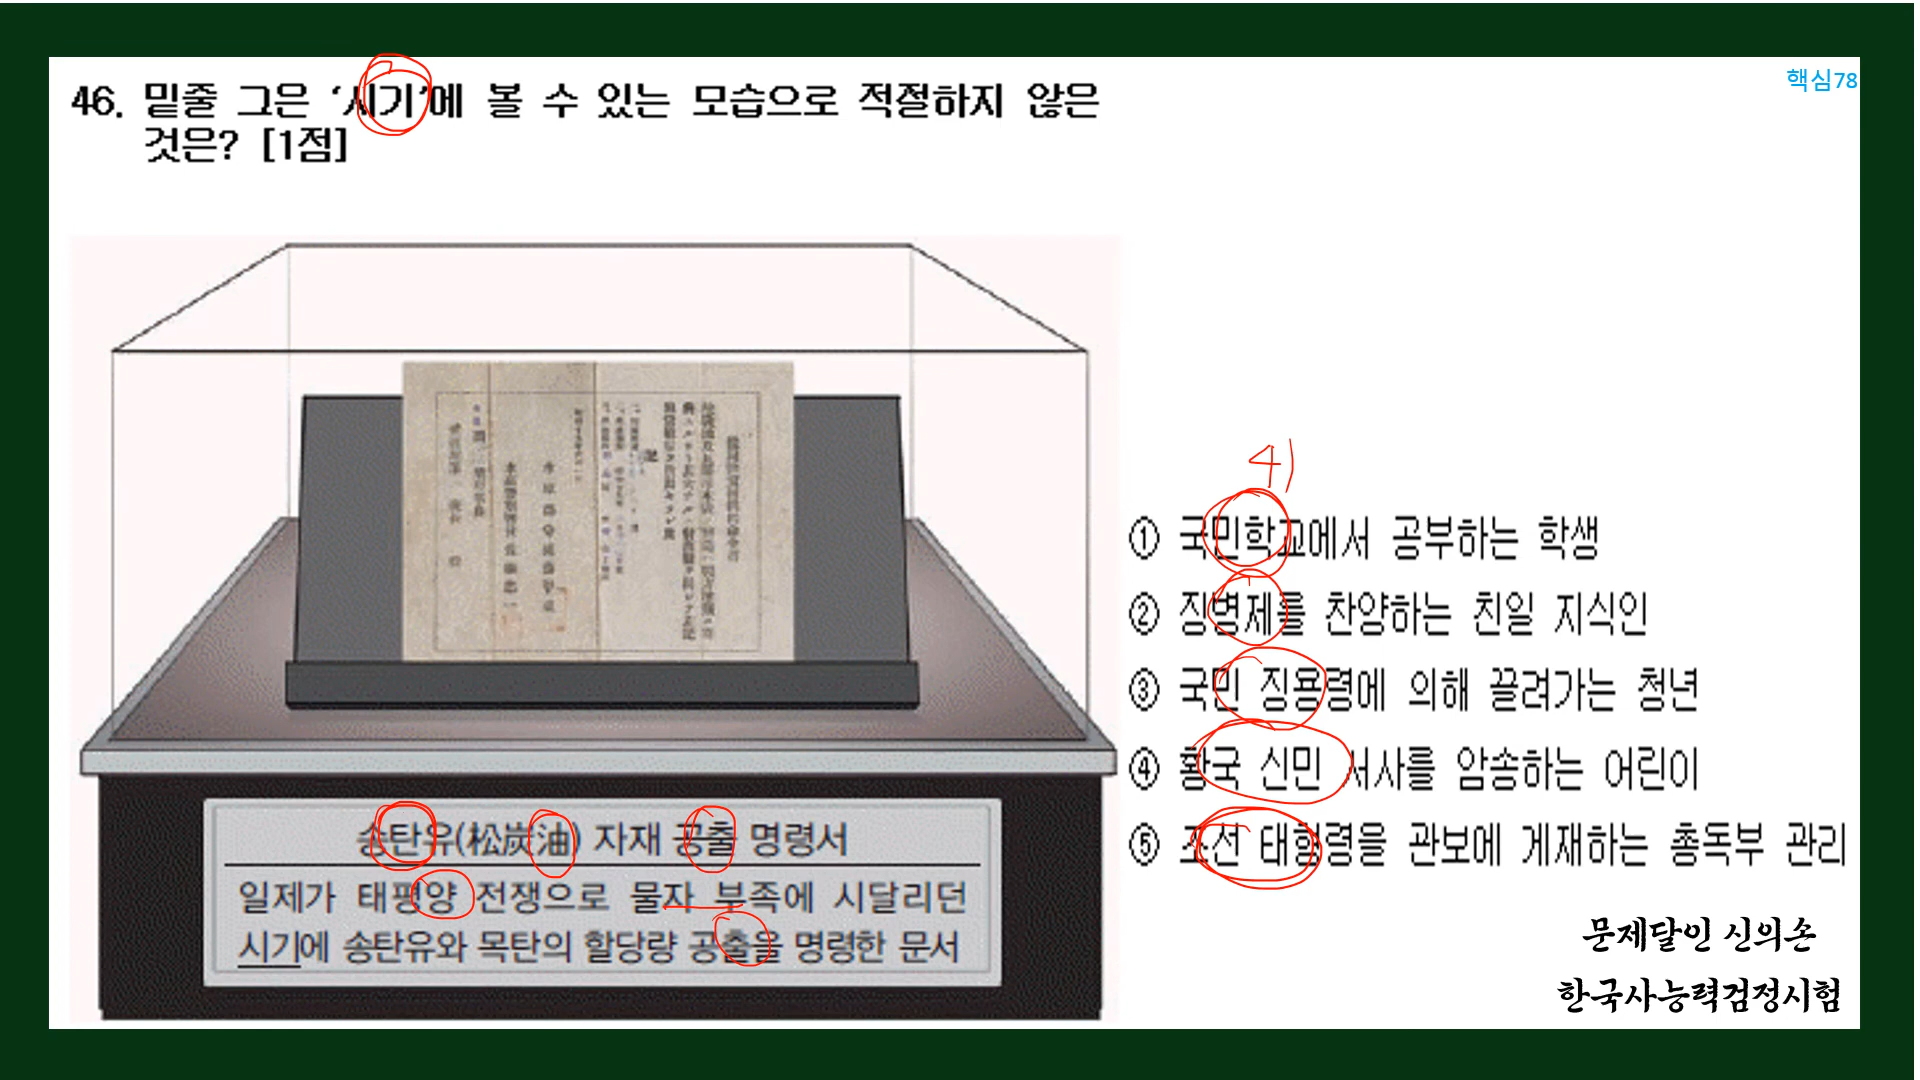 핵심78
46. 밑줄 그은 ‘시기’에 볼 수 있는 모습으로 적절하지 않은
것은? [1점]
4)
① 국민학교에서 공부하는 학생
② 징병제를 찬양하는 친일 지식인
③ 국민 징용령에 의해 끌려가는 청년
④ 황국 신민 서사를 암송하는 어린이
⑤ 조선 태형령을 관보에 게재하는 총독부 관리
송탄유(松炭油) 자재 공출 명령서
일제가 태평양 전쟁으로 물자 부족에 시달리던
시기에 송탄유와 목탄의 할당량 공출을 명령한 문서
문제달인 신의손
한국사능력검정시험